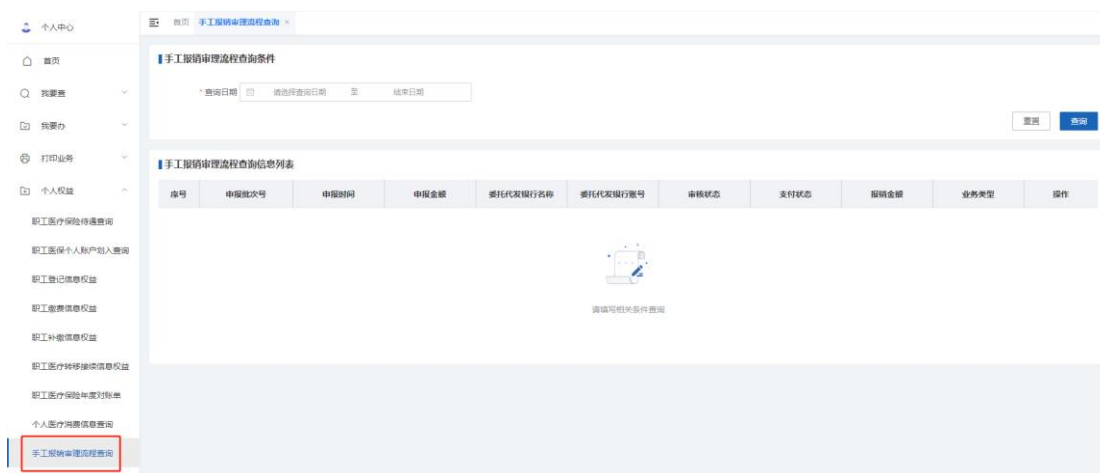 个人中心
首页 手工报销审理流程查询 ×
首页
我要查
我要办
打印业务
个人权益
职工医疗保险待遇查询
职工医保个人账户划入查询
职工登记信息权益
职工缴费信息权益
职工补缴信息权益
职工医疗转移接续信息权益
职工医疗保险年度对账单
个人医疗消费信息查询
手工报销审理流程查询
手工报销审理流程查询条件
*查询日期 请选择查询日期 至 结束日期
重置 查询
手工报销审理流程查询信息列表
序号 申报批次号 申报时间 申报金额 委托代发银行名称 委托代发银行账号 审核状态 支付状态 报销金额 业务类型 操作
请填写相关条件查询